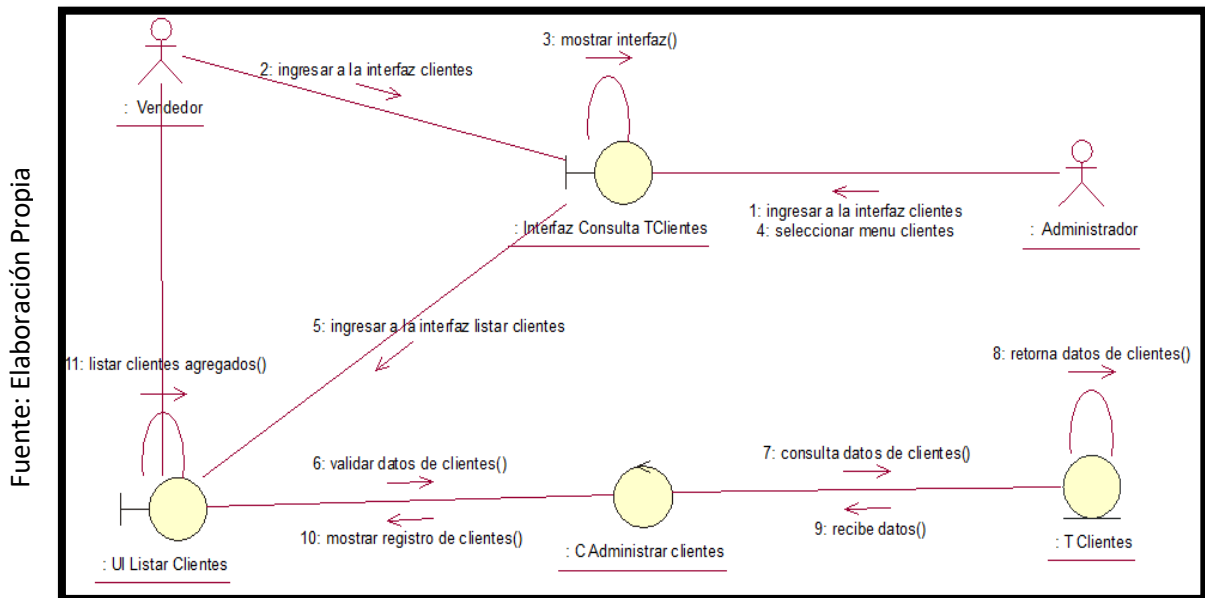 Fuente: Elaboración Propia
3: mostrar interfaz()
2: ingresar a la interfaz clientes
: Vendedor
1: ingresar a la interfaz clientes
4: seleccionar menu clientes
: Interfaz Consulta TClientes
: Administrador
5: ingresar a la interfaz listar clientes
11: listar clientes agregados()
8: retorna datos de clientes()
6: validar datos de clientes()
7: consulta datos de clientes()
10: mostrar registro de clientes()
9: recibe datos()
: UI Listar Clientes
: C Administrar clientes
: T Clientes